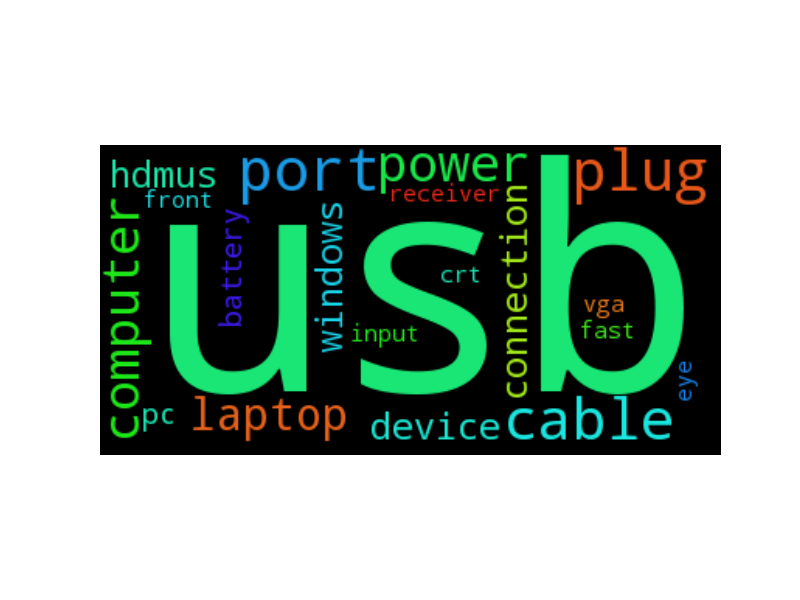 hdmus
port
power
plug
front
receiver
computer
battery
windows
connection
usb
crt
vga
input
fast
eye
pc
laptop
device
cable